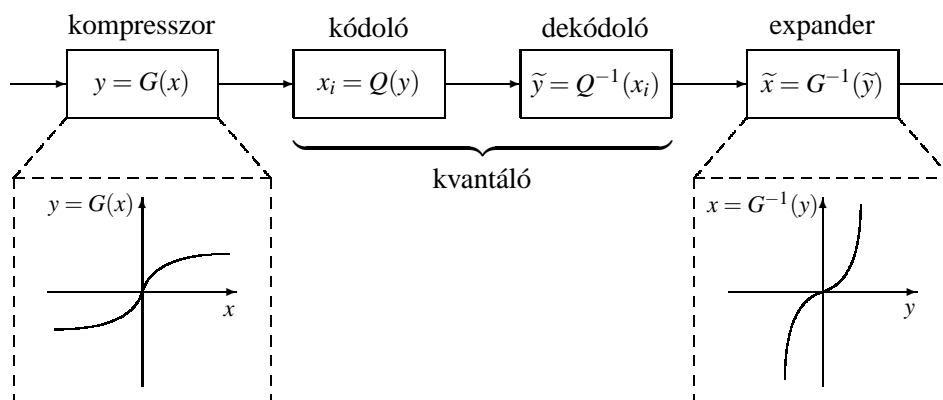 kompresszor kódoló dekódoló expander
y = G(x) x_i = Q(y) ỹ = Q⁻¹(x_i) x̃ = G⁻¹(ỹ)
kvantáló
y = G(x) x = G⁻¹(y)
x y